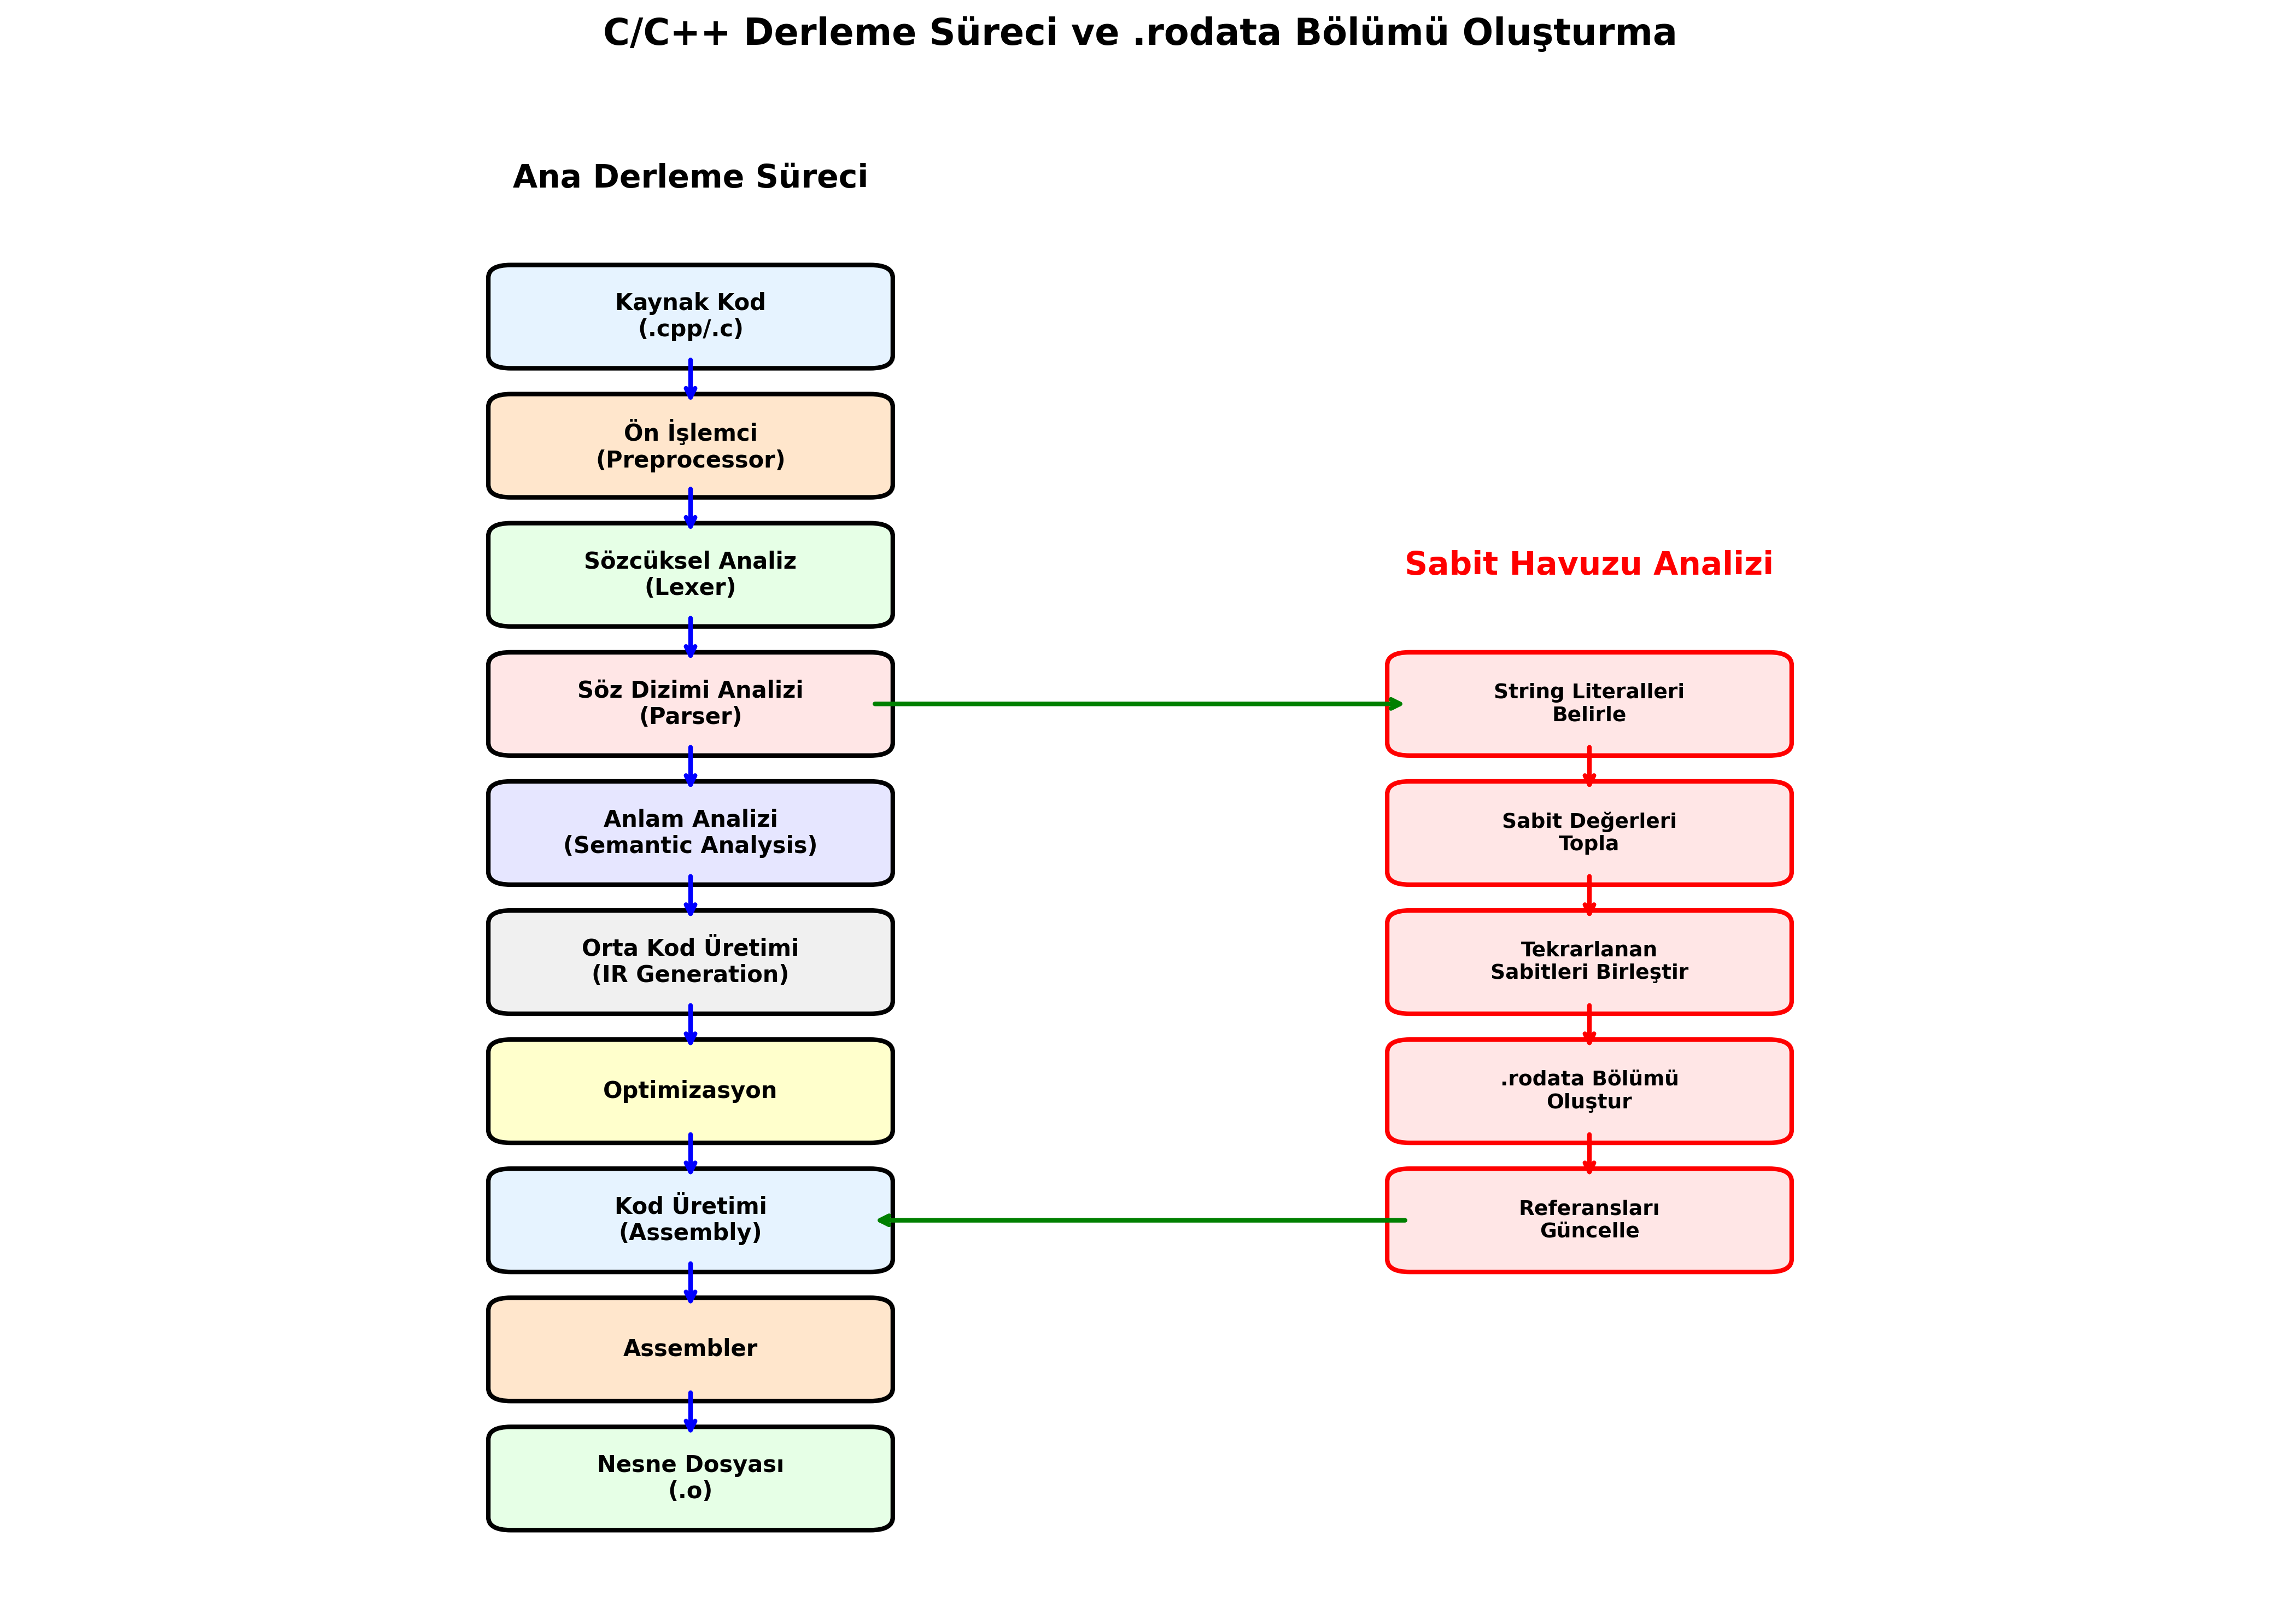 C/C++ Derleme Süreci ve .rodata Bölümü Oluşturma
Ana Derleme Süreci
Kaynak Kod
(.cpp/.c)
Ön İşlemci
(Preprocessor)
Sözcüksel Analiz
(Lexer)
Söz Dizimi Analizi
(Parser)
Anlam Analizi
(Semantic Analysis)
Orta Kod Üretimi
(IR Generation)
Optimizasyon
Kod Üretimi
(Assembly)
Assembler
Nesne Dosyası
(.o)
Sabit Havuzu Analizi
String Literalleri
Belirle
Sabit Değerleri
Topla
Tekrarlanan
Sabitleri Birleştir
.rodata Bölümü
Oluştur
Referansları
Güncelle